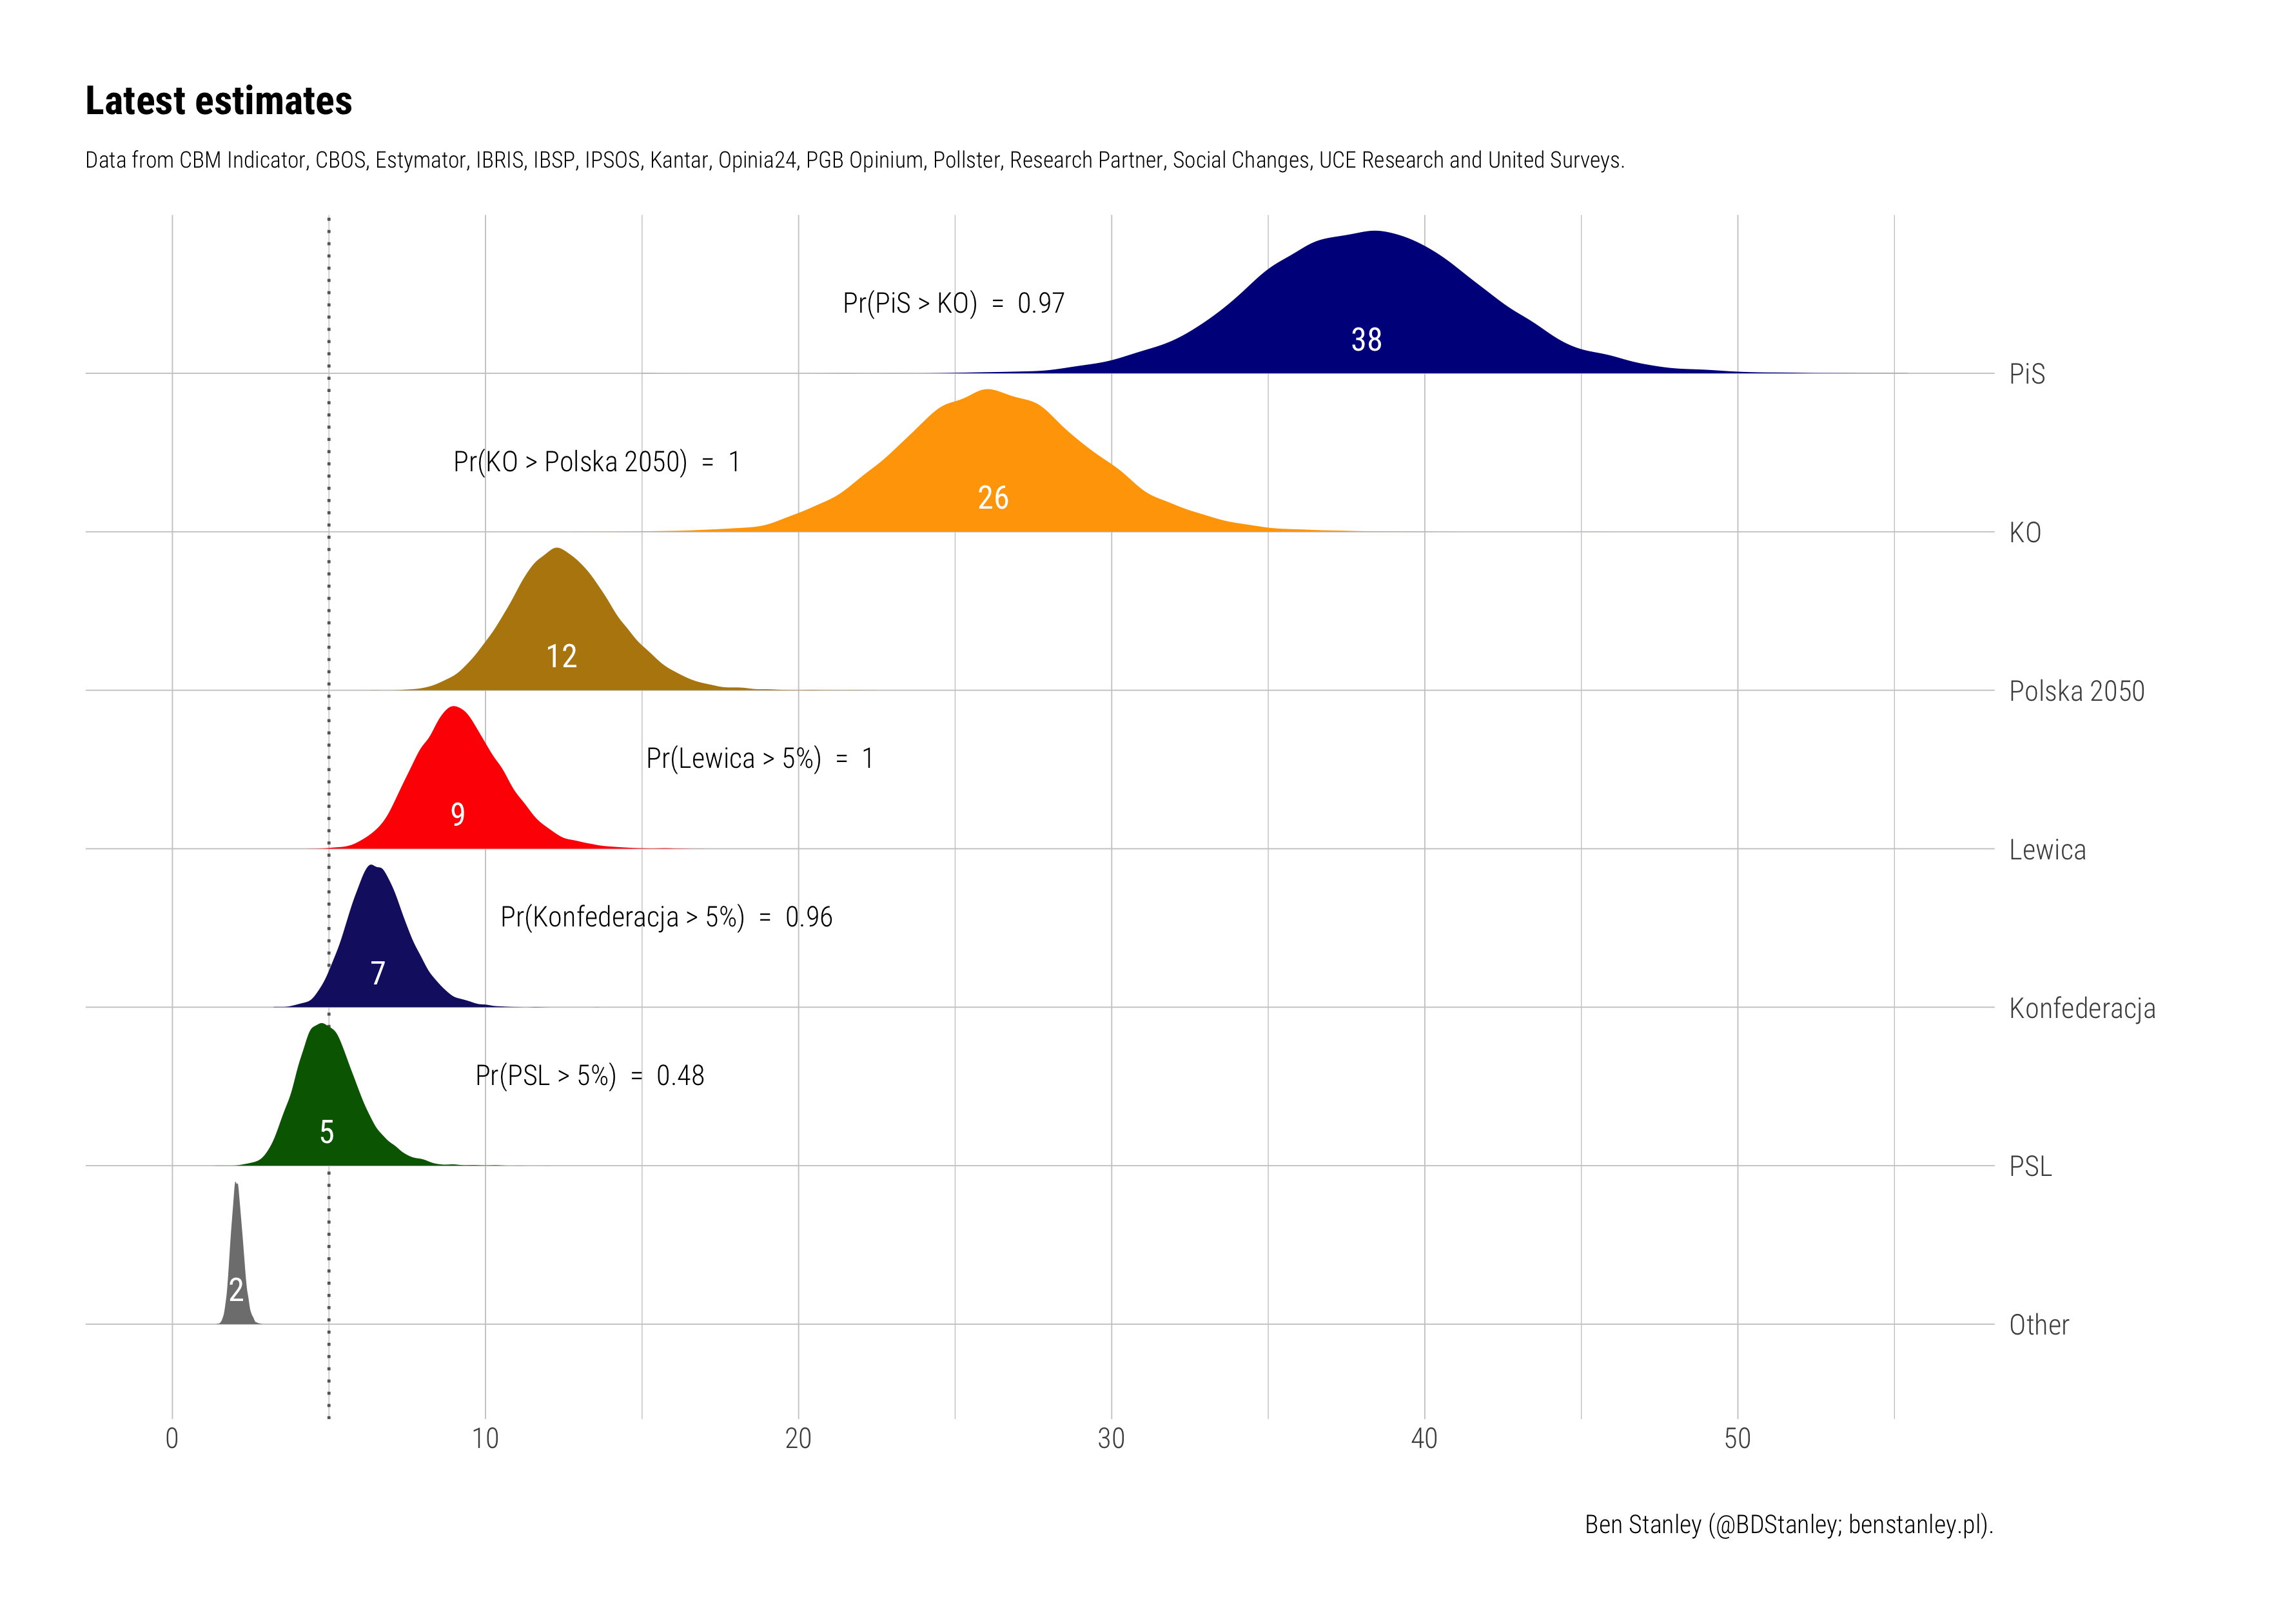 Latest estimates
Data from CBM Indicator, CBOS, Estymator, IBRIS, IBSP, IPSOS, Kantar, Opinia24, PGB Opinium, Pollster, Research Partner, Social Changes, UCE Research and United Surveys.
Pr(PiS > KO) = 0.97
38
PiS
Pr(KO > Polska 2050) = 1
26
KO
12
Polska 2050
Pr(Lewica > 5%) = 1
9
Lewica
Pr(Konfederacja > 5%) = 0.96
7
Konfederacja
Pr(PSL > 5%) = 0.48
5
PSL
2
Other
0 10 20 30 40 50
Ben Stanley (@BDStanley; benstanley.pl).